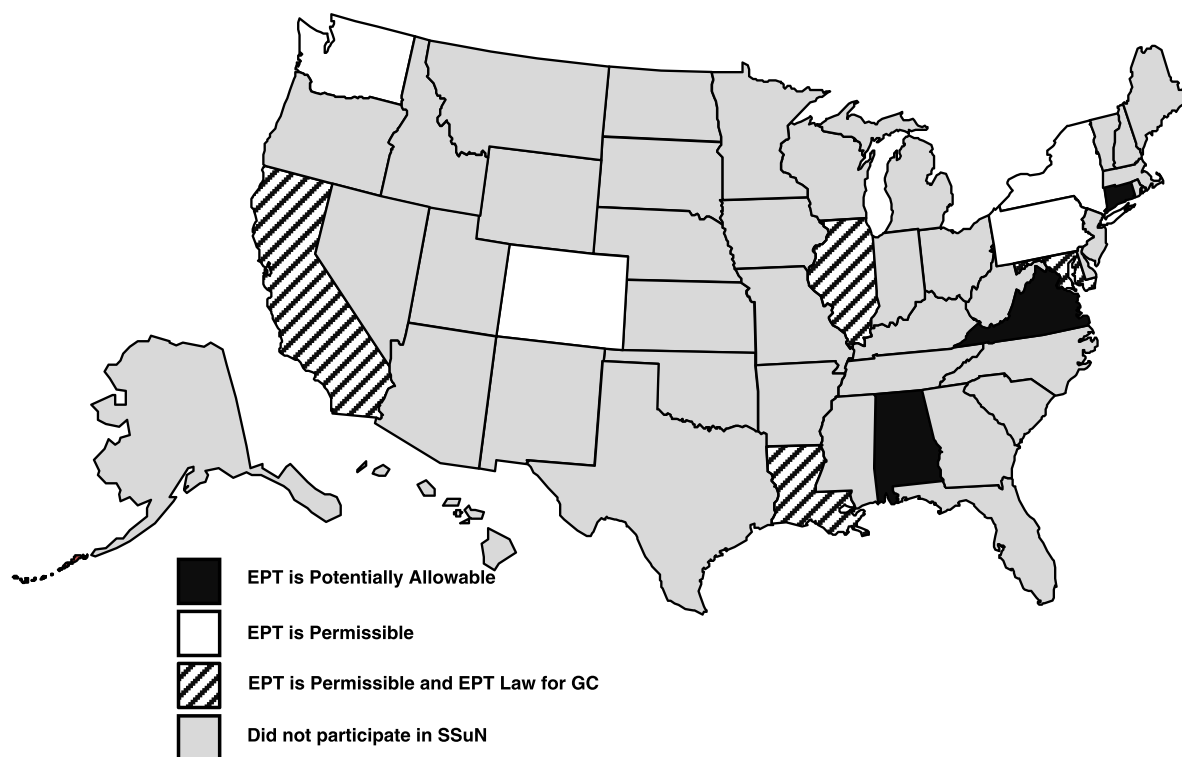 EPT is Potentially Allowable
EPT is Permissible
EPT is Permissible and EPT Law for GC
Did not participate in SSuN